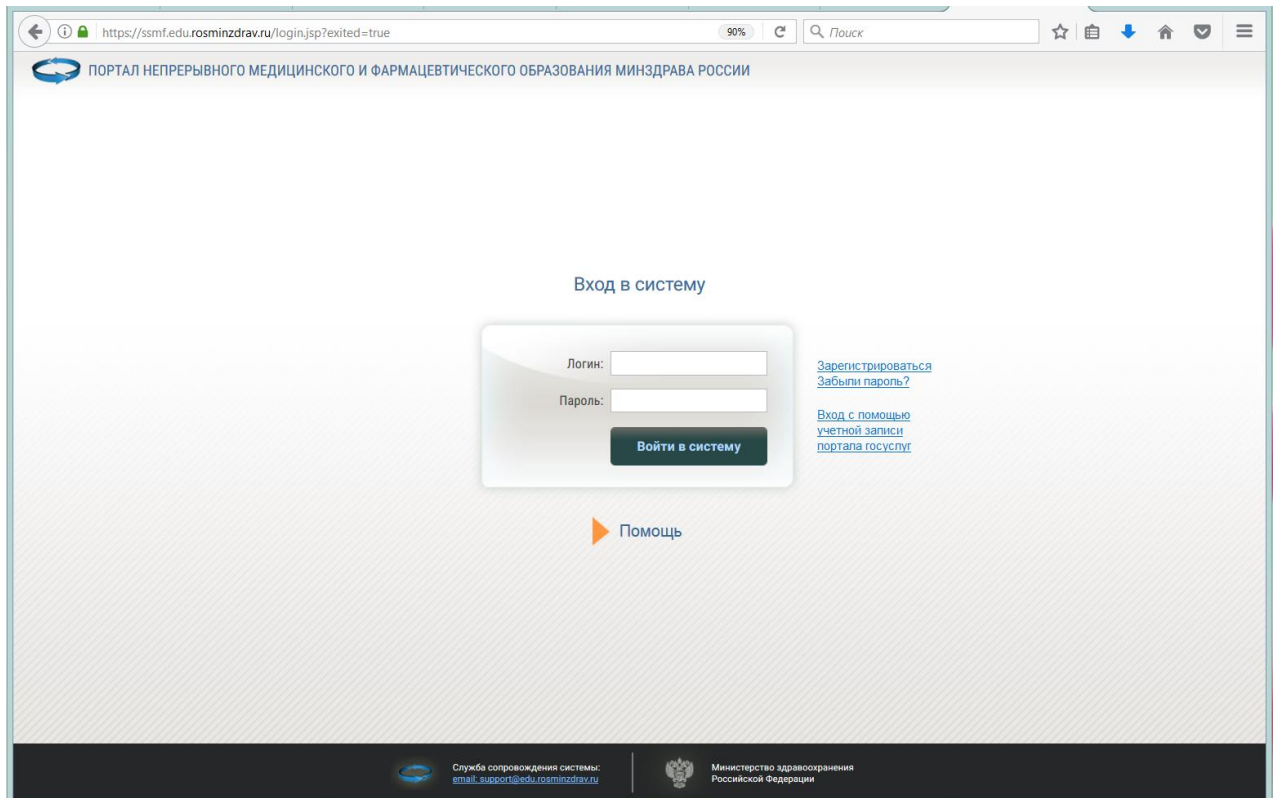 https://ssmf.edu.rosminzdrav.ru/login.jsp?exited=true
90%
Поиск
ПОРТАЛ НЕПРЕРЫВНОГО МЕДИЦИНСКОГО И ФАРМАЦЕВТИЧЕСКОГО ОБРАЗОВАНИЯ МИНЗДРАВА РОССИИ
Вход в систему
Логин:
Пароль:
Войти в систему
Зарегистрироваться
Забыли пароль?
Вход с помощью
учетной записи
портала госуслуг
Помощь
Служба сопровождения системы:
email: support@edu.rosminzdrav.ru
Министерство здравоохранения
Российской Федерации